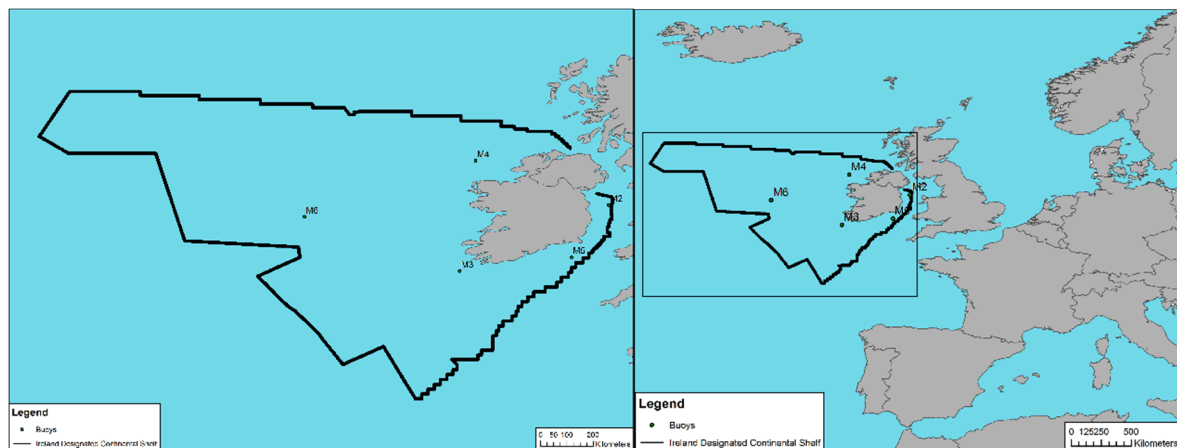 M4
M6
M2
M5
M3
Legend
Buoys
Ireland Designated Continental Shelf
0 50 100 200
Kilometers
M4
M2
M6
M5
M3
Legend
Buoys
Ireland Designated Continental Shelf
0 125250 500
Kilometers